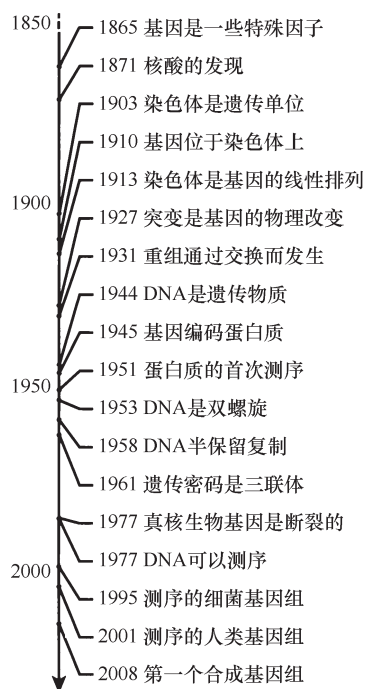 1850
1865 基因是一些特殊因子
1871 核酸的发现
1903 染色体是遗传单位
1910 基因位于染色体上
1913 染色体是基因的线性排列
1900
1927 突变是基因的物理改变
1931 重组通过交换而发生
1944 DNA是遗传物质
1945 基因编码蛋白质
1951 蛋白质的首次测序
1950
1953 DNA是双螺旋
1958 DNA半保留复制
1961 遗传密码是三联体
1977 真核生物基因是断裂的
1977 DNA可以测序
2000
1995 测序的细菌基因组
2001 测序的人类基因组
2008 第一个合成基因组